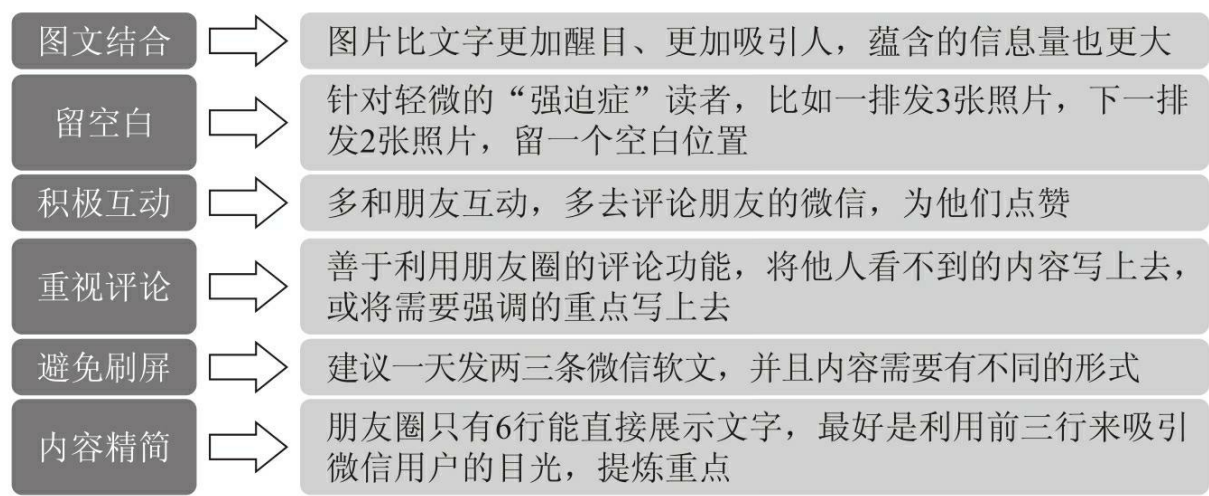 图文结合
图片比文字更加醒目、更加吸引人，蕴含的信息量也更大
留空白
针对轻微的“强迫症”读者，比如一排发3张照片，下一排
发2张照片，留一个空白位置
积极互动
多和朋友互动，多去评论朋友的微信，为他们点赞
重视评论
善于利用朋友圈的评论功能，将他人看不到的内容写上去，
或将需要强调的重点写上去
避免刷屏
建议一天发两三条微信软文，并且内容需要有不同的形式
内容精简
朋友圈只有6行能直接展示文字，最好是利用前三行来吸引
微信用户的目光，提炼重点